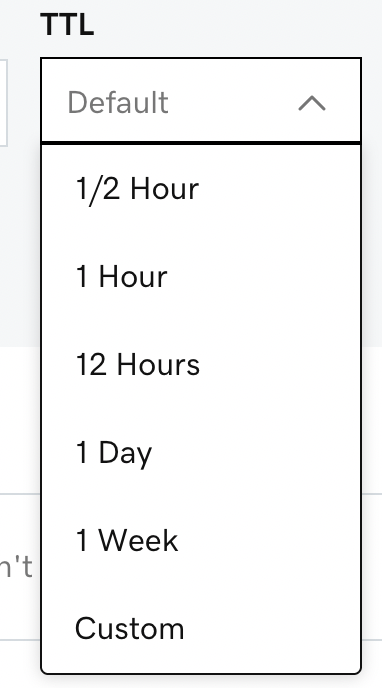 TTL
Default
1/2 Hour
1 Hour
12 Hours
1 Day
1 Week
n't
Custom